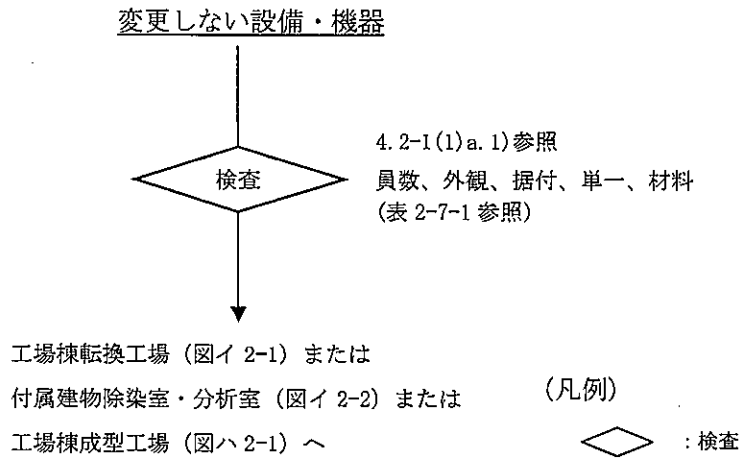 変更しない設備・機器
検査
4.2-1(1)a.1)参照
員数、外観、据付、単一、材料
(表 2-7-1 参照)
工場棟転換工場（図イ 2-1）または
付属建物除染室・分析室（図イ 2-2）または
工場棟成型工場（図ハ 2-1）へ
(凡例)
：検査